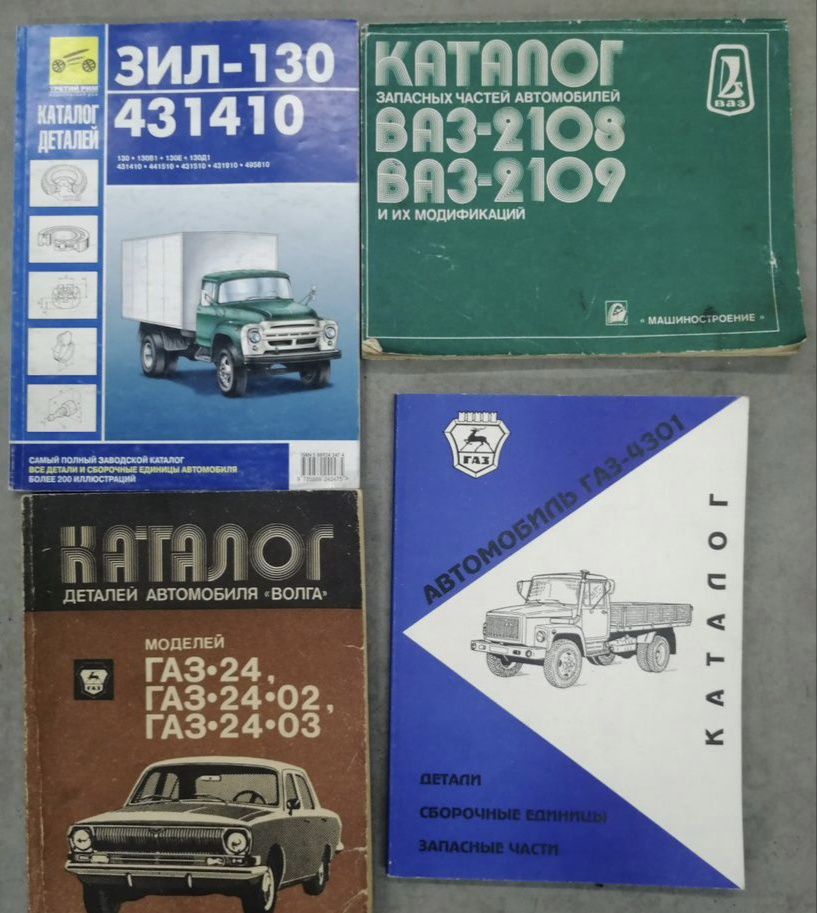 ТРЕТИЙ РИМ
ЗИЛ-130
431410
КАТАЛОГ
ДЕТАЛЕЙ
130 • 130В1 • 130Е • 130Д1
431410 • 441510 • 431510 • 431910 • 495810
САМЫЙ ПОЛНЫЙ ЗАВОДСКОЙ КАТАЛОГ
ВСЕ ДЕТАЛИ И СБОРОЧНЫЕ ЕДИНИЦЫ АВТОМОБИЛЯ
БОЛЕЕ 200 ИЛЛЮСТРАЦИЙ
КАТАЛОГ
ЗАПАСНЫХ ЧАСТЕЙ АВТОМОБИЛЕЙ
ВАЗ-2108
ВАЗ-2109
И ИХ МОДИФИКАЦИЙ
ВАЗ
« МАШИНОСТРОЕНИЕ »
КАТАЛОГ
ДЕТАЛЕЙ АВТОМОБИЛЯ «ВОЛГА»
МОДЕЛЕЙ
ГАЗ•24,
ГАЗ•24•02,
ГАЗ•24•03
ГАЗ
ГАЗ
АВТОМОБИЛЬ ГАЗ-4301
КАТАЛОГ
ДЕТАЛИ
СБОРОЧНЫЕ ЕДИНИЦЫ
ЗАПАСНЫЕ ЧАСТИ